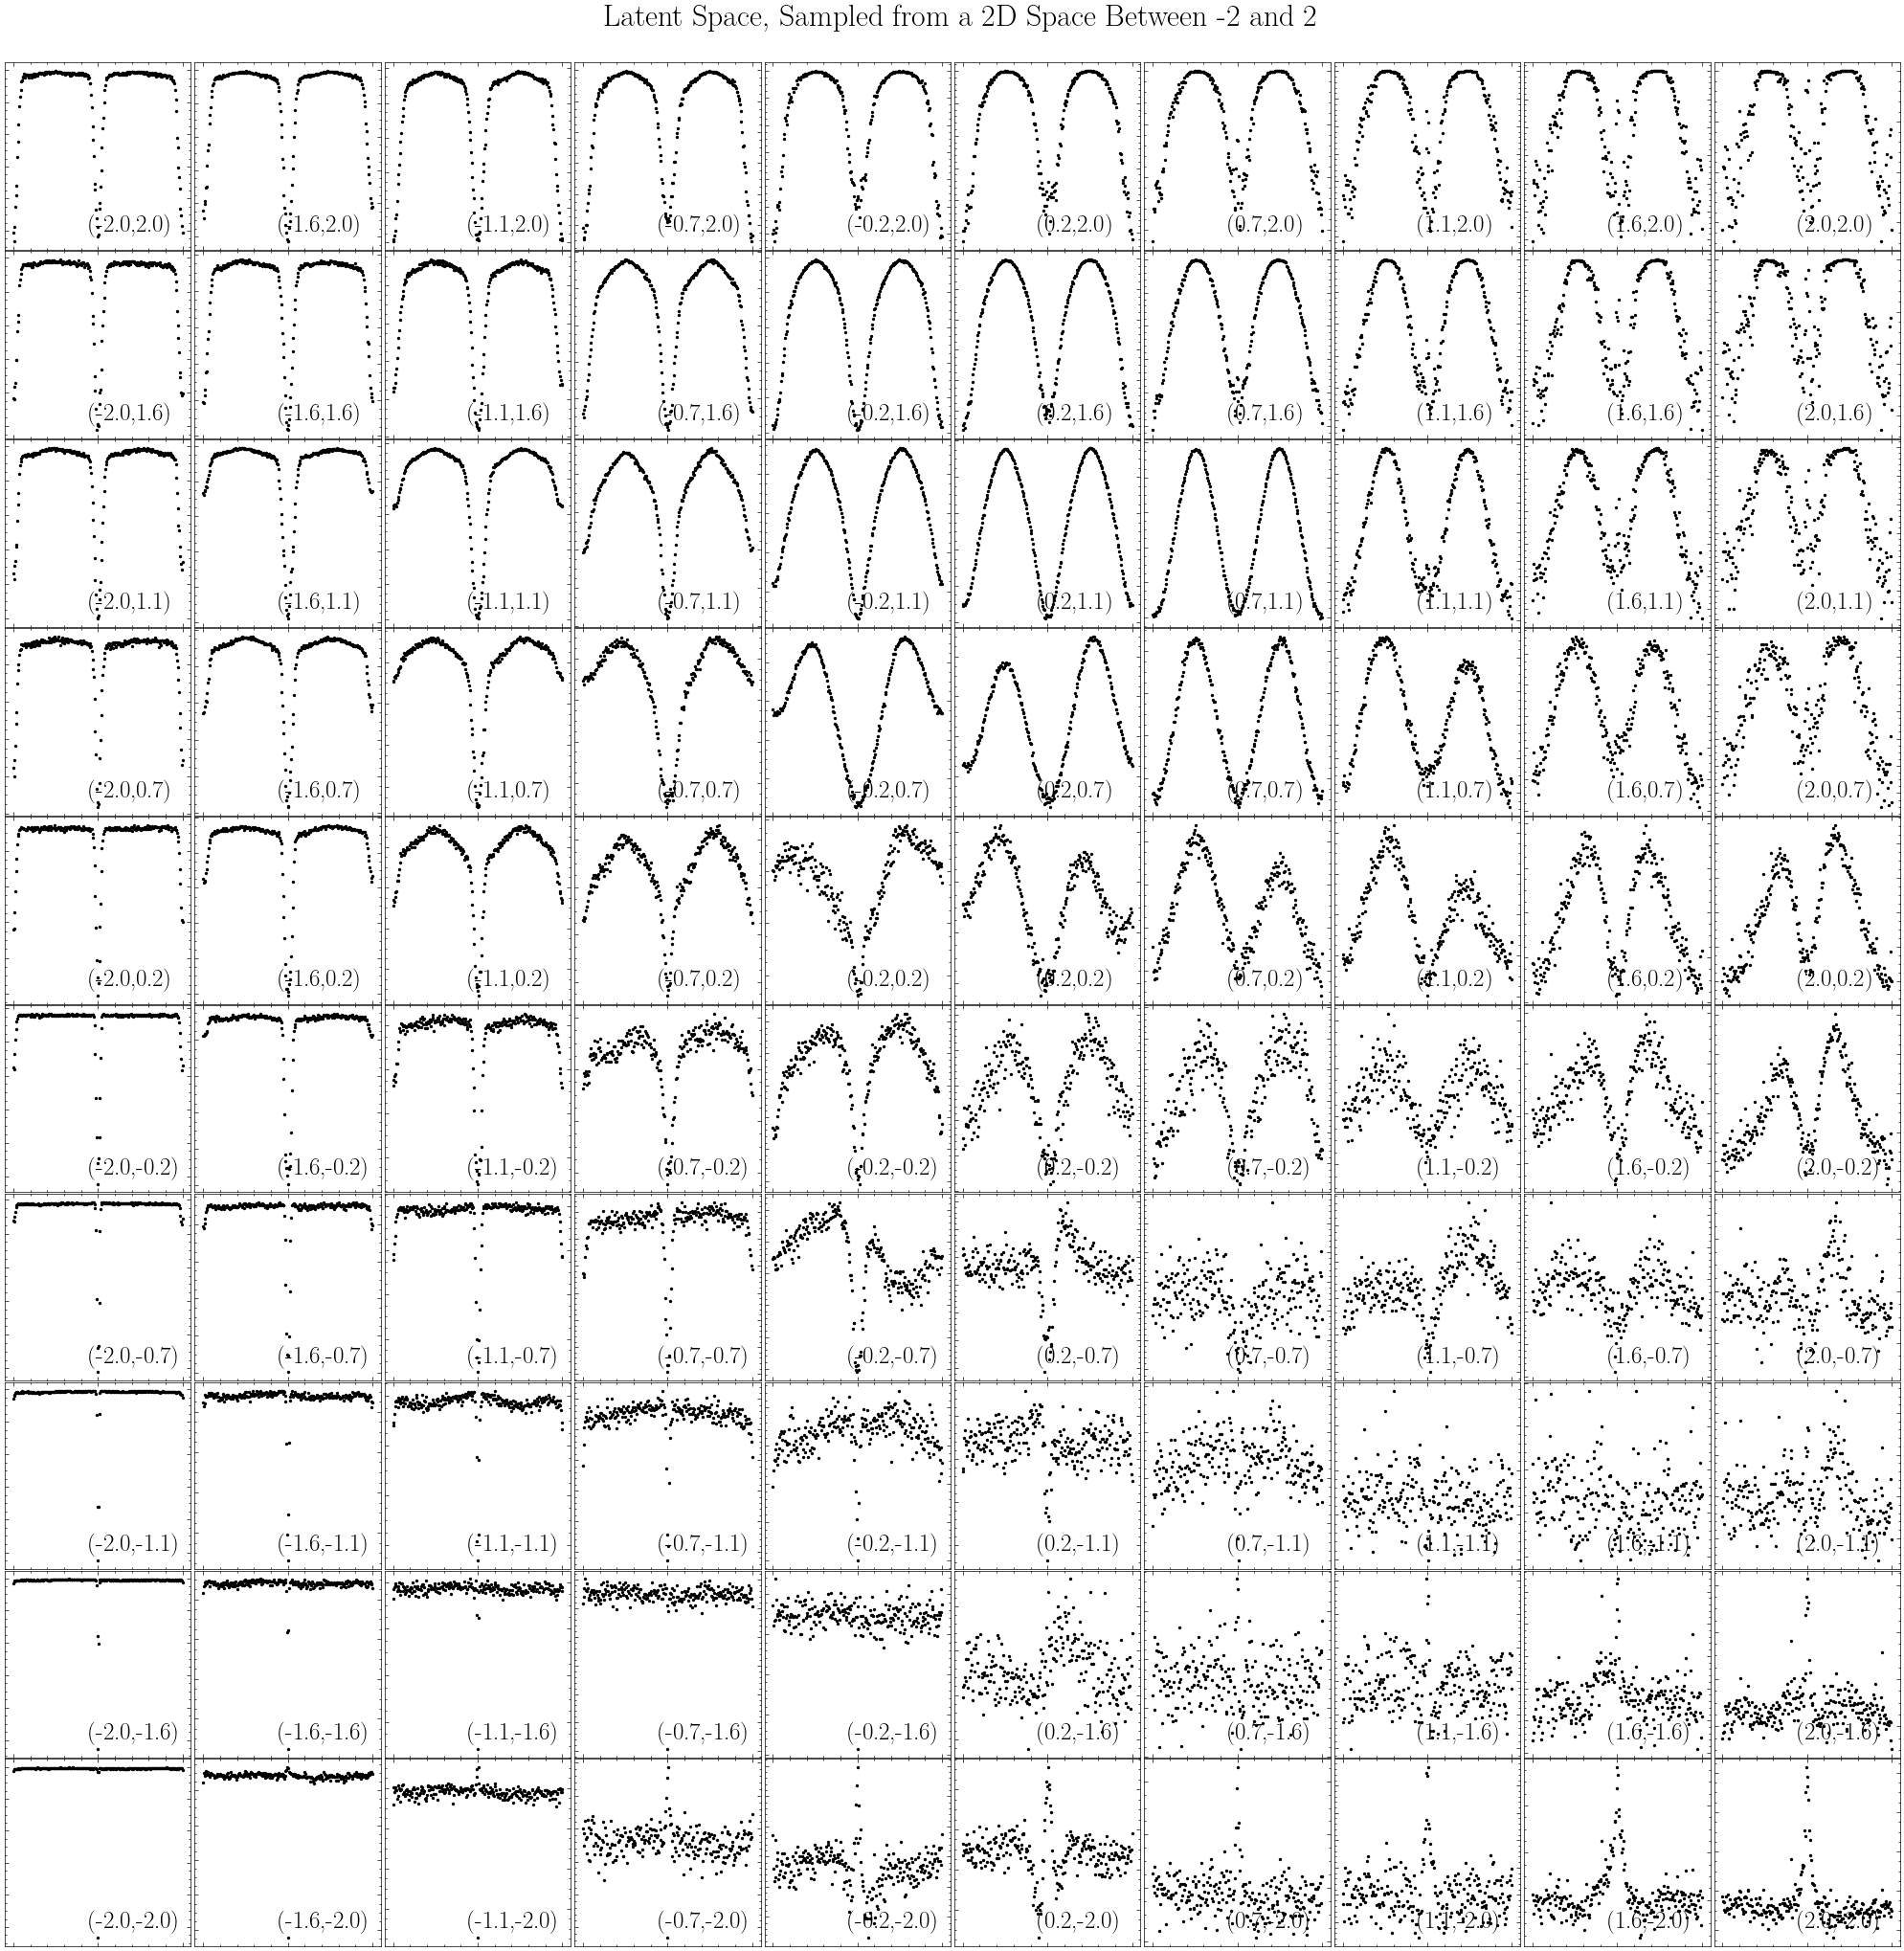 Latent Space, Sampled from a 2D Space Between -2 and 2
(-2.0,2.0) (-1.6,2.0) (-1.1,2.0) (-0.7,2.0) (-0.2,2.0) (0.2,2.0) (0.7,2.0) (1.1,2.0) (1.6,2.0) (2.0,2.0)
(-2.0,1.6) (-1.6,1.6) (-1.1,1.6) (-0.7,1.6) (-0.2,1.6) (0.2,1.6) (0.7,1.6) (1.1,1.6) (1.6,1.6) (2.0,1.6)
(-2.0,1.1) (-1.6,1.1) (-1.1,1.1) (-0.7,1.1) (-0.2,1.1) (0.2,1.1) (0.7,1.1) (1.1,1.1) (1.6,1.1) (2.0,1.1)
(-2.0,0.7) (-1.6,0.7) (-1.1,0.7) (-0.7,0.7) (-0.2,0.7) (0.2,0.7) (0.7,0.7) (1.1,0.7) (1.6,0.7) (2.0,0.7)
(-2.0,0.2) (-1.6,0.2) (-1.1,0.2) (-0.7,0.2) (-0.2,0.2) (0.2,0.2) (0.7,0.2) (1.1,0.2) (1.6,0.2) (2.0,0.2)
(-2.0,-0.2) (-1.6,-0.2) (-1.1,-0.2) (-0.7,-0.2) (-0.2,-0.2) (0.2,-0.2) (0.7,-0.2) (1.1,-0.2) (1.6,-0.2) (2.0,-0.2)
(-2.0,-0.7) (-1.6,-0.7) (-1.1,-0.7) (-0.7,-0.7) (-0.2,-0.7) (0.2,-0.7) (0.7,-0.7) (1.1,-0.7) (1.6,-0.7) (2.0,-0.7)
(-2.0,-1.1) (-1.6,-1.1) (-1.1,-1.1) (-0.7,-1.1) (-0.2,-1.1) (0.2,-1.1) (0.7,-1.1) (1.1,-1.1) (1.6,-1.1) (2.0,-1.1)
(-2.0,-1.6) (-1.6,-1.6) (-1.1,-1.6) (-0.7,-1.6) (-0.2,-1.6) (0.2,-1.6) (0.7,-1.6) (1.1,-1.6) (1.6,-1.6) (2.0,-1.6)
(-2.0,-2.0) (-1.6,-2.0) (-1.1,-2.0) (-0.7,-2.0) (-0.2,-2.0) (0.2,-2.0) (0.7,-2.0) (1.1,-2.0) (1.6,-2.0) (2.0,-2.0)